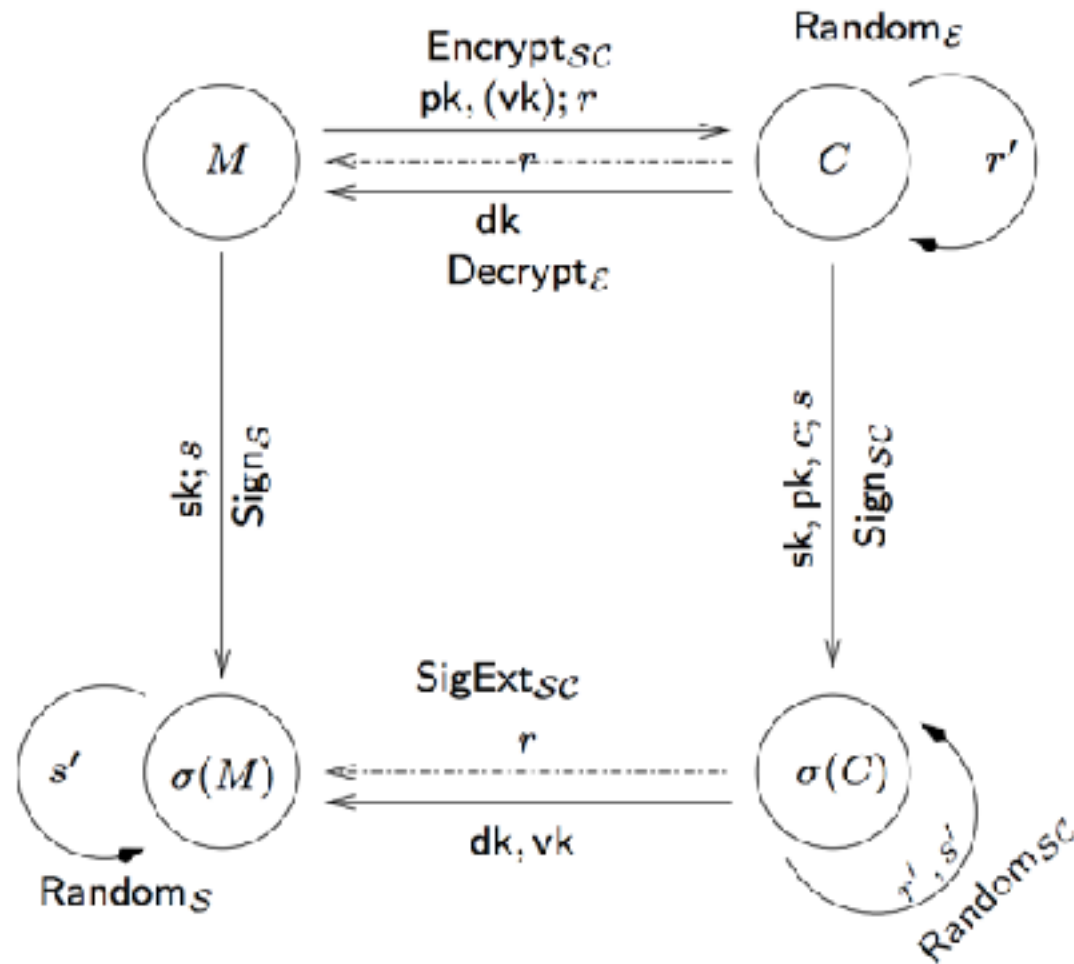 Random𝓔
Encrypt𝓢𝓒
pk, (vk); r
M
r
C
r′
dk
Decrypt𝓔
sk; s
Sign𝓢
sk, pk, c; s
Sign𝓢𝓒
SigExt𝓢𝓒
r
s′
σ(M)
σ(C)
dk, vk
r′, s′
Random𝓢
Random𝓢𝓒